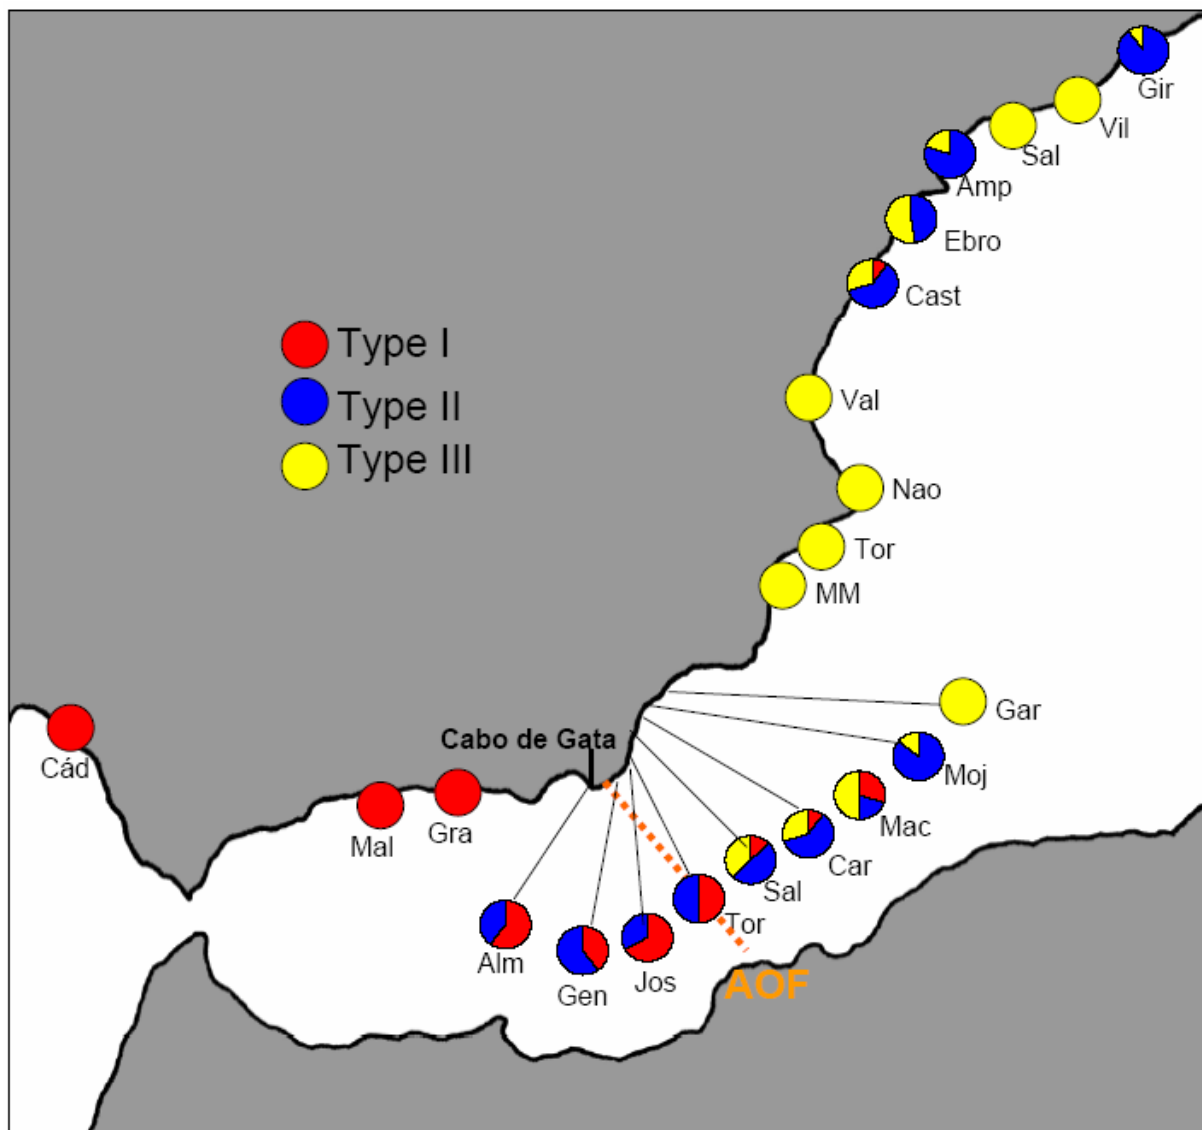 Gir
Vil
Sal
Amp
Ebro
Cast
Type I
Type II
Type III
Val
Nao
Tor
MM
Gar
Cabo de Gata
Moj
Cád
Mac
Gra
Mal
Car
Sal
Tor
Alm
Jos
Gen
AOF